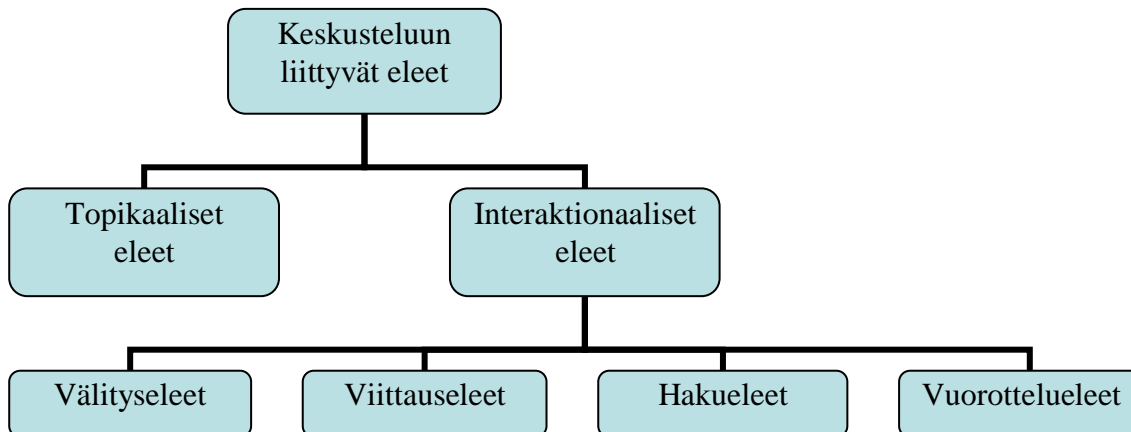 Keskusteluun
liittyvät eleet
Topikaaliset
eleet
Interaktionaaliset
eleet
Välityseleet
Viittauseleet
Hakueleet
Vuorottelueleet